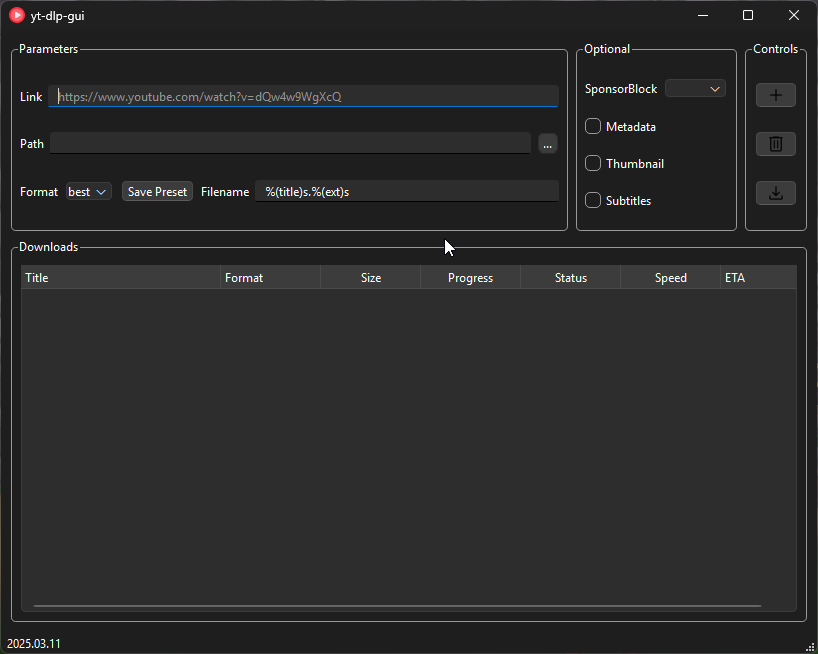 yt-dlp-gui
Parameters
Link https://www.youtube.com/watch?v=dQw4w9WgXcQ
Path ...
Format best Save Preset Filename %(title)s.%(ext)s
Optional
SponsorBlock
Metadata
Thumbnail
Subtitles
Controls
Downloads
Title Format Size Progress Status Speed ETA
2025.03.11